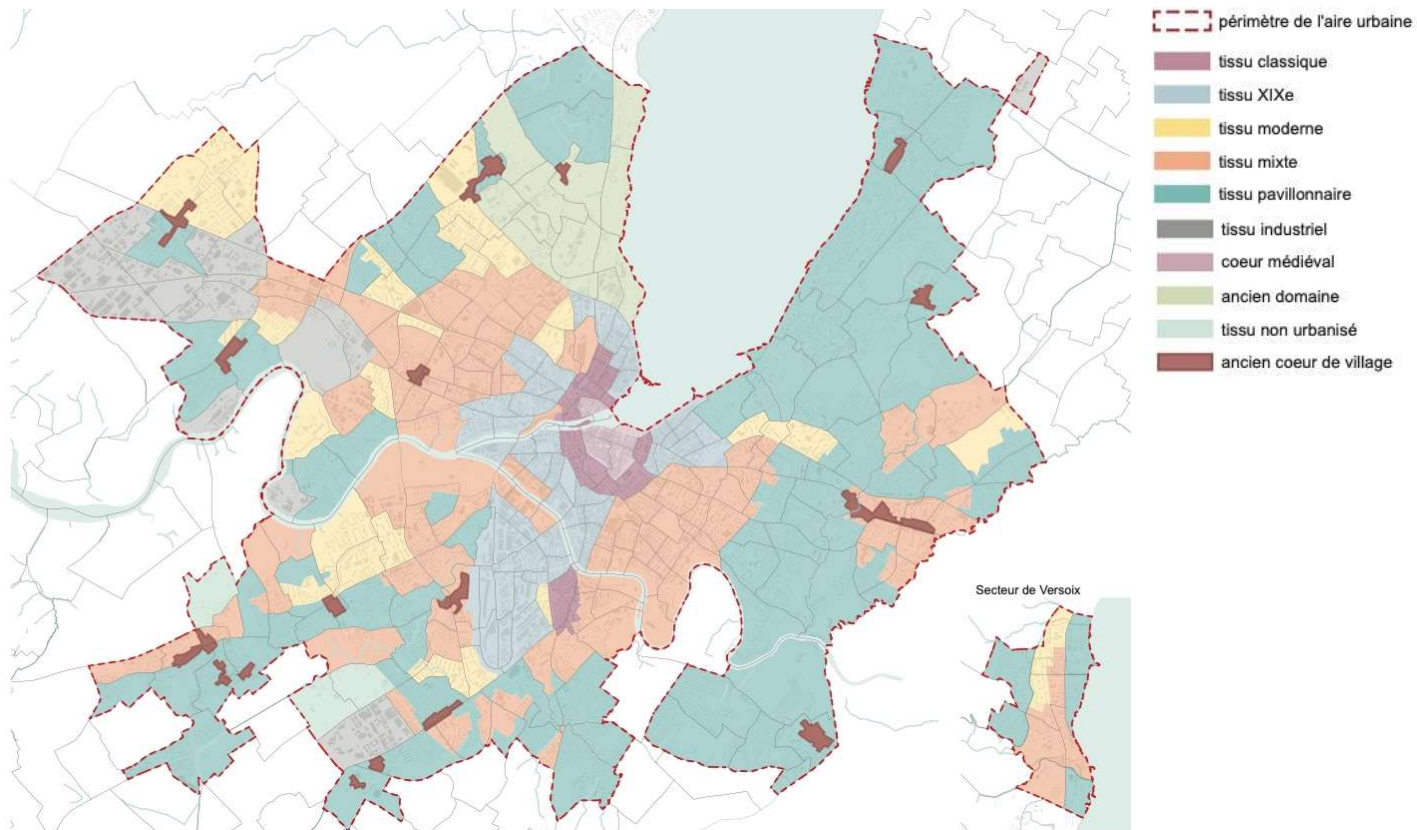 périmètre de l'aire urbaine
tissu classique
tissu XIXe
tissu moderne
tissu mixte
tissu pavillonnaire
tissu industriel
coeur médiéval
ancien domaine
tissu non urbanisé
ancien coeur de village
Secteur de Versoix